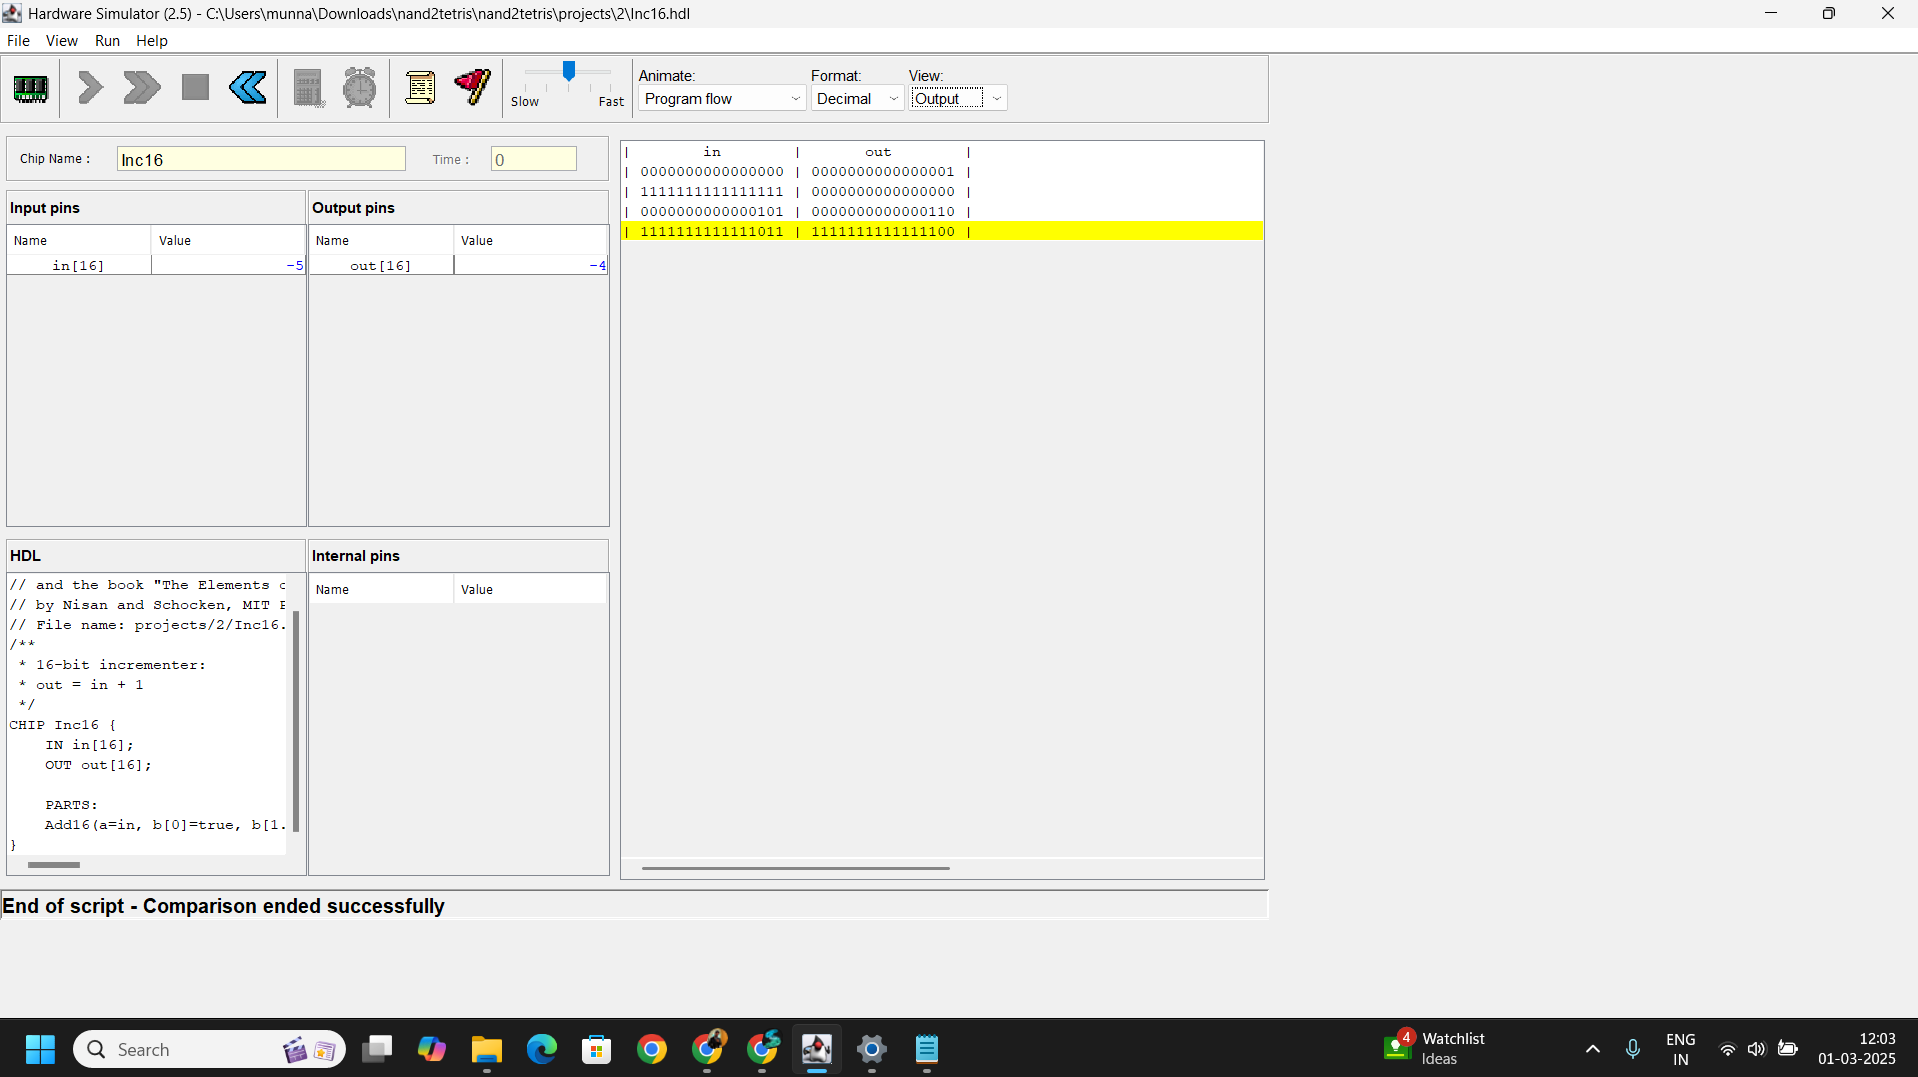 Hardware Simulator (2.5) - C:\Users\munna\Downloads\nand2tetris\nand2tetris\projects\2\Inc16.hdl
File View Run Help
Slow Fast
Animate: Format: View:
Program flow Decimal Output
Chip Name : Inc16 Time : 0
| in | out |
| 0000000000000000 | 0000000000000001 |
| 1111111111111111 | 0000000000000000 |
| 0000000000000101 | 0000000000000110 |
| 1111111111111011 | 1111111111111100 |
Input pins
Name Value
in[16] -5
Output pins
Name Value
out[16] -4
HDL
// and the book "The Elements
// by Nisan and Schocken, MIT
// File name: projects/2/Inc16.
/**
* 16-bit incrementer:
* out = in + 1
*/
CHIP Inc16 {
IN in[16];
OUT out[16];
PARTS:
Add16(a=in, b[0]=true, b[1.
}
Internal pins
Name Value
End of script - Comparison ended successfully
Search
4
Watchlist
Ideas
ENG
IN
12:03
01-03-2025